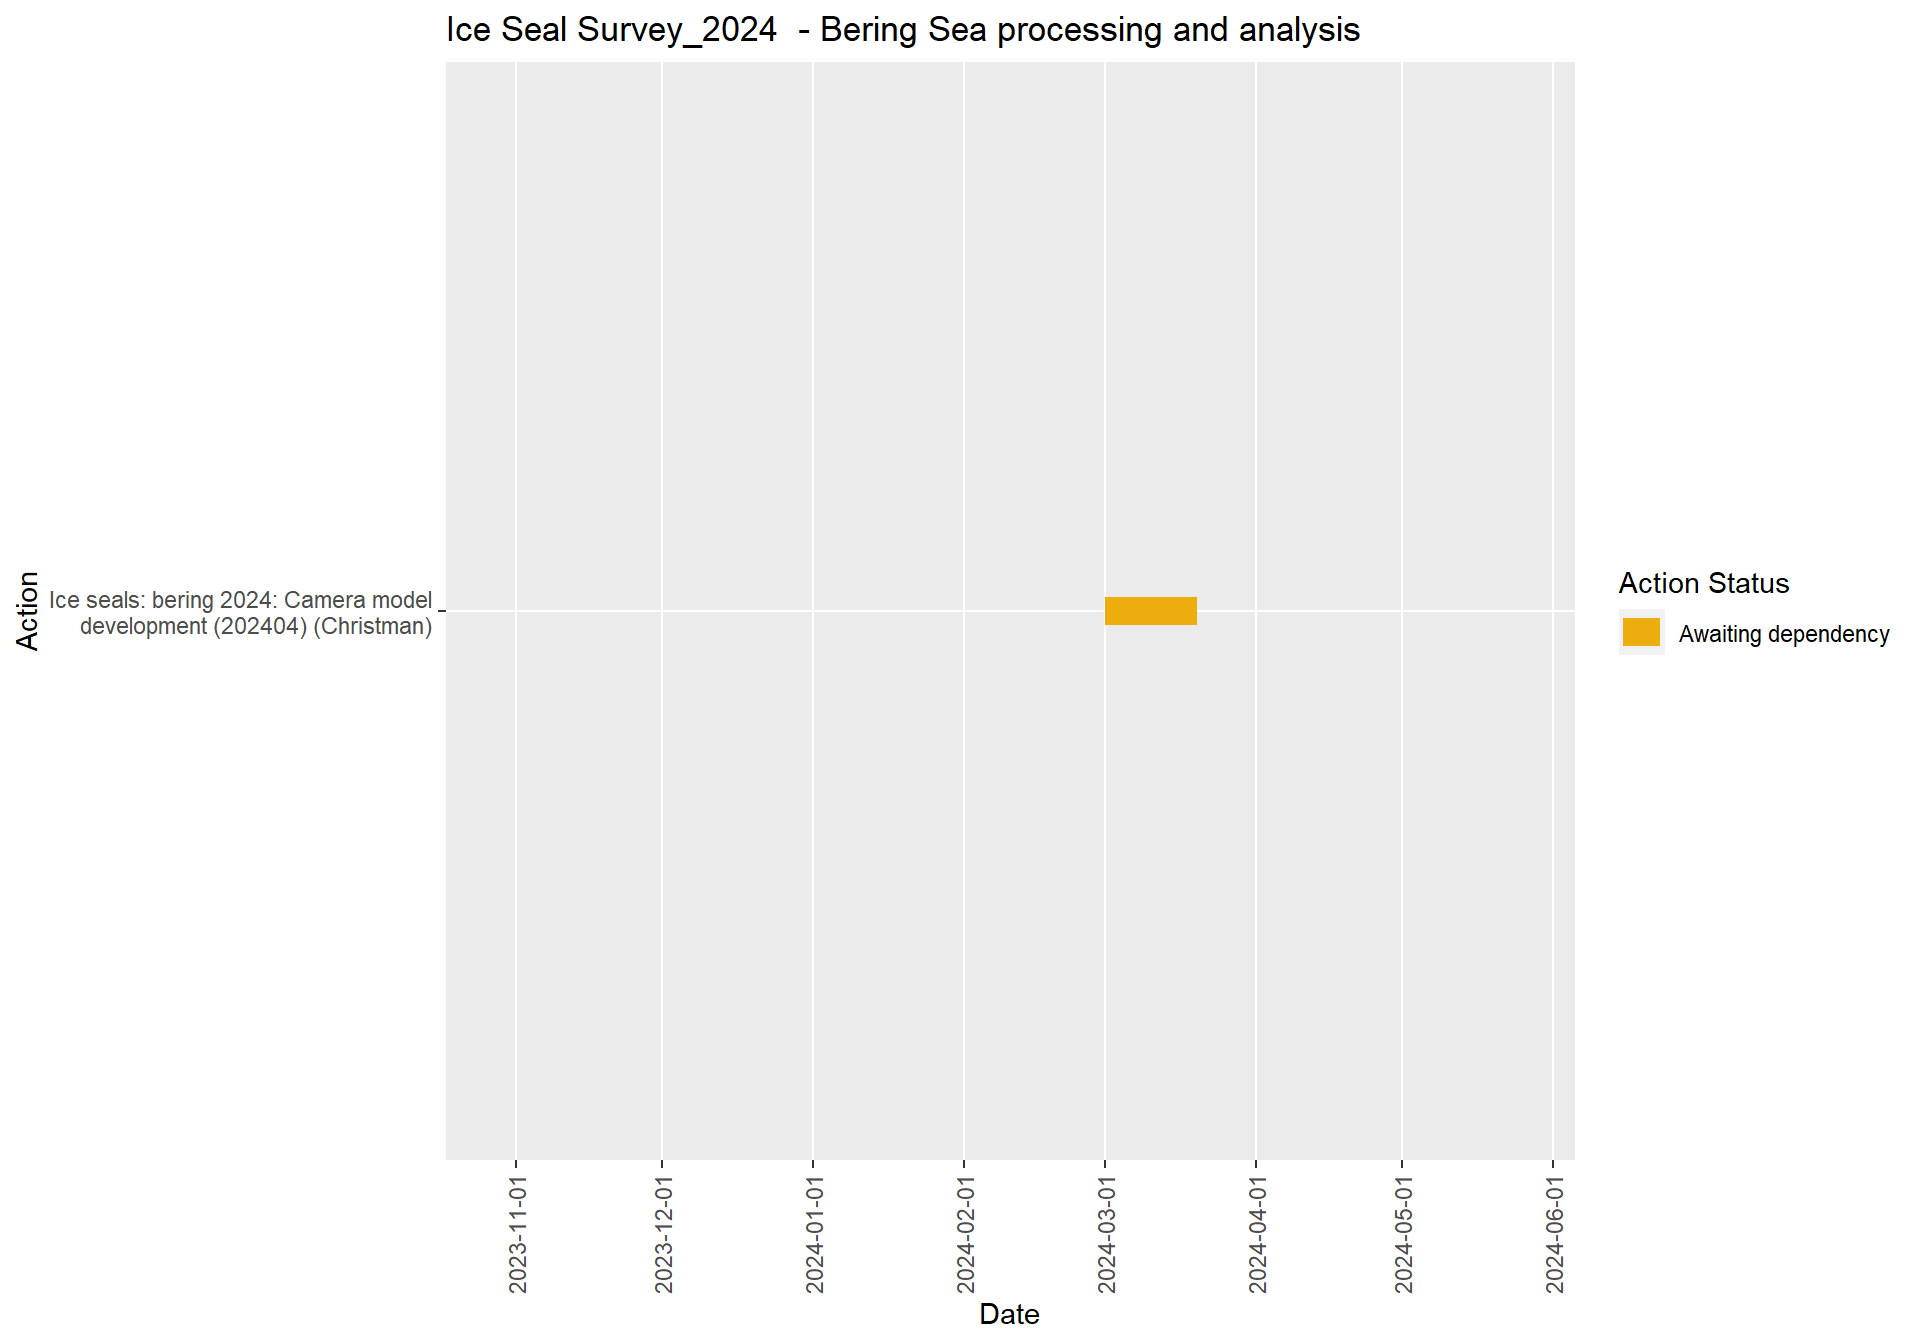 Ice Seal Survey_2024  - Bering Sea processing and analysis
Action
Ice seals: bering 2024: Camera model
development (202404) (Christman)
Action Status
Awaiting dependency
2023-11-01
2023-12-01
2024-01-01
2024-02-01
2024-03-01
2024-04-01
2024-05-01
2024-06-01
Date